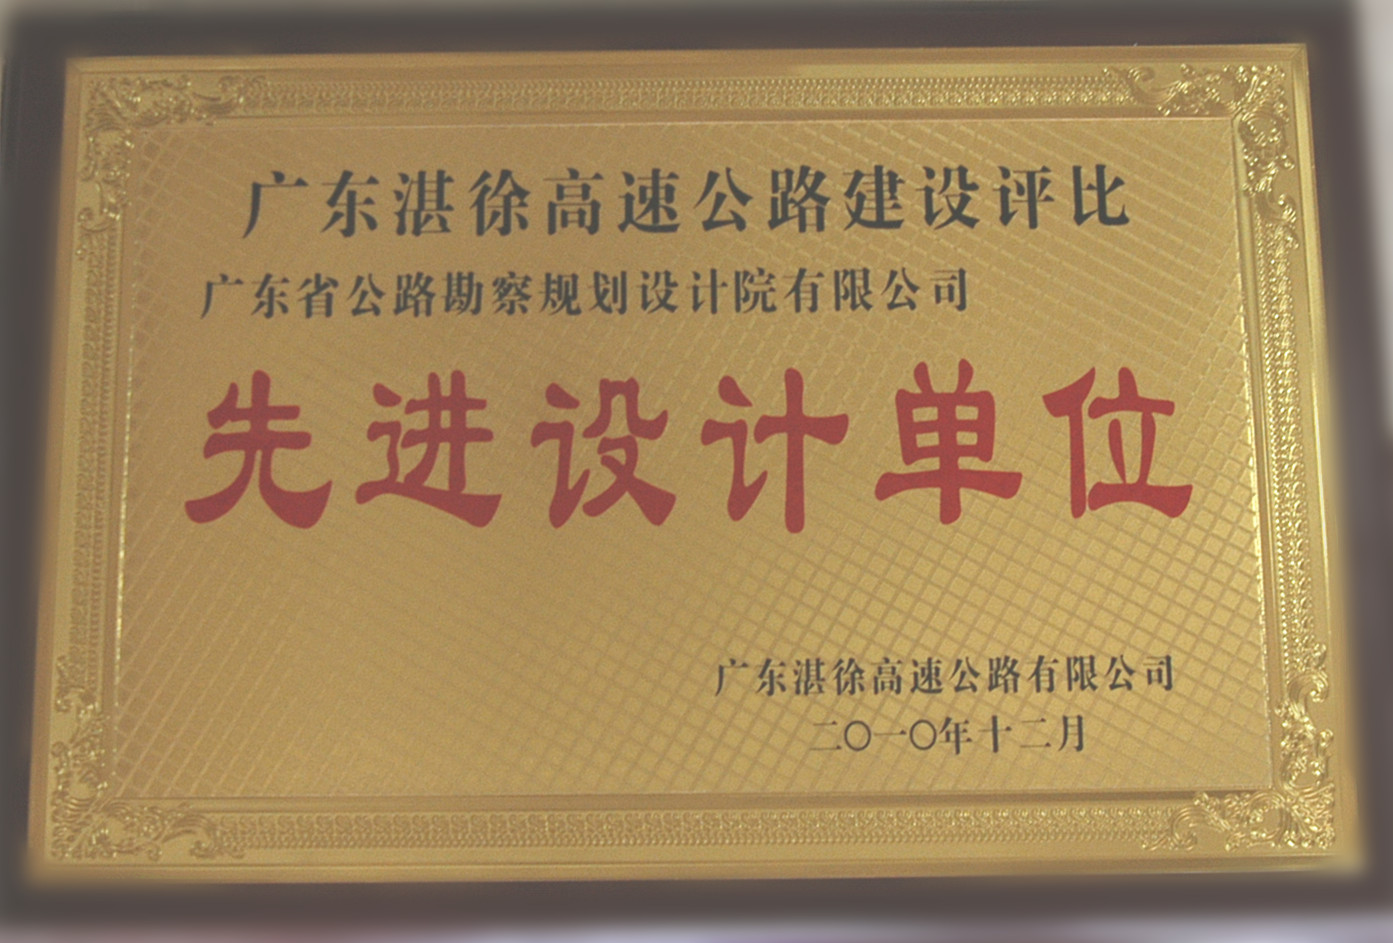 广东湛徐高速公路建设评比
广东省公路勘察规划设计院有限公司
先进设计单位
广东湛徐高速公路有限公司
二〇一〇年十二月